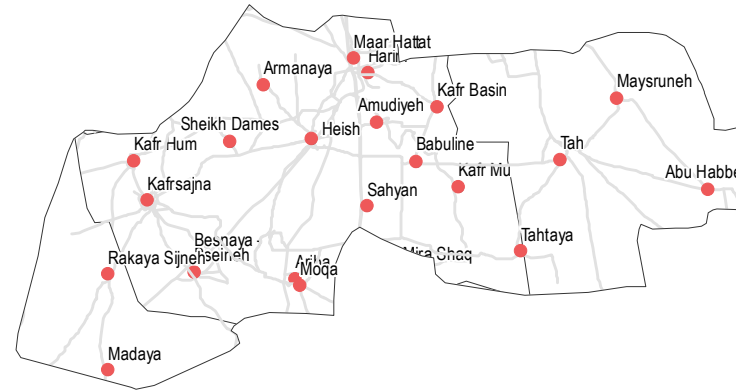 Maar Hattat
Armanaya
Maysruneh
Kafr Basin
Amudiyeh
Sheikh Dames
Heish
Kafr Hum
Babuline
Tah
Kafr Mu
Abu Habbe
Kafrsajna
Sahyan
Tahtaya
Besnaya -
Bseineh
Mira Shaq
Rakaya Sijneh
Moqa
Madaya